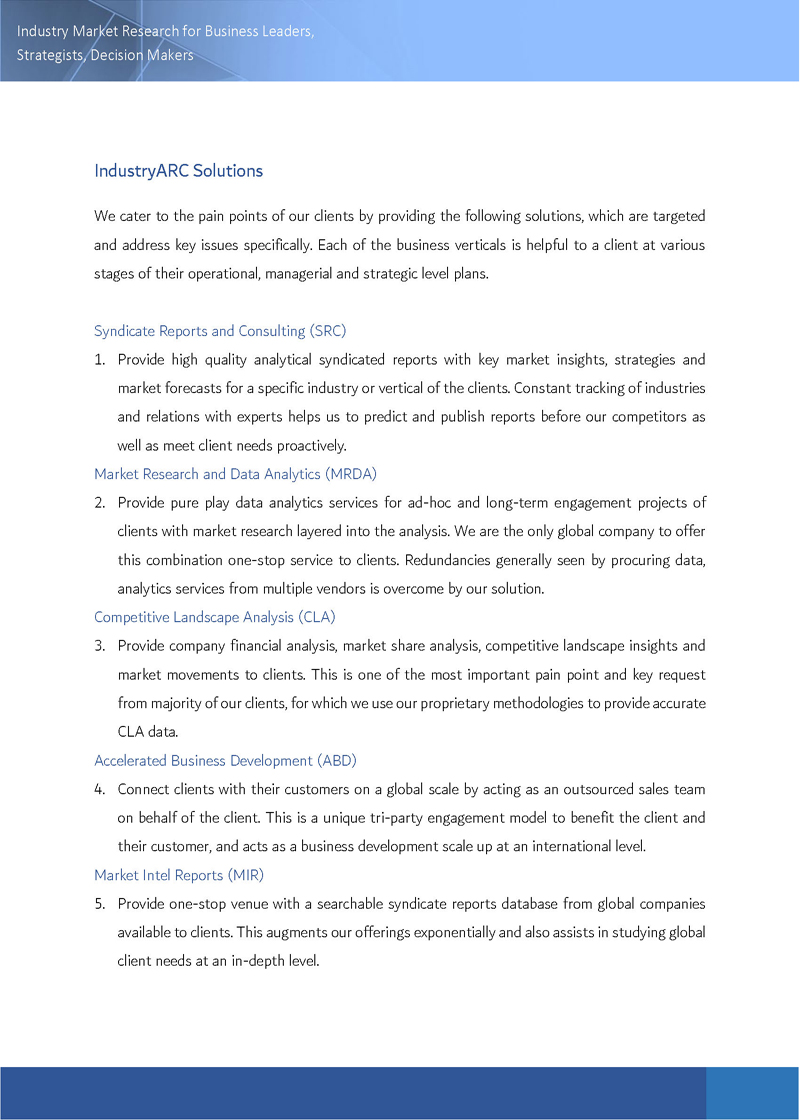 Industry Market Research for Business Leaders,
Strategists, Decision Makers
IndustryARC Solutions
We cater to the pain points of our clients by providing the following solutions, which are targeted
and address key issues specifically. Each of the business verticals is helpful to a client at various
stages of their operational, managerial and strategic level plans.
Syndicate Reports and Consulting (SRC)
1. Provide high quality analytical syndicated reports with key market insights, strategies and
market forecasts for a specific industry or vertical of the clients. Constant tracking of industries
and relations with experts helps us to predict and publish reports before our competitors as
well as meet client needs proactively.
Market Research and Data Analytics (MRDA)
2. Provide pure play data analytics services for ad-hoc and long-term engagement projects of
clients with market research layered into the analysis. We are the only global company to offer
this combination one-stop service to clients. Redundancies generally seen by procuring data,
analytics services from multiple vendors is overcome by our solution.
Competitive Landscape Analysis (CLA)
3. Provide company financial analysis, market share analysis, competitive landscape insights and
market movements to clients. This is one of the most important pain point and key request
from majority of our clients, for which we use our proprietary methodologies to provide accurate
CLA data.
Accelerated Business Development (ABD)
4. Connect clients with their customers on a global scale by acting as an outsourced sales team
on behalf of the client. This is a unique tri-party engagement model to benefit the client and
their customer, and acts as a business development scale up at an international level.
Market Intel Reports (MIR)
5. Provide one-stop venue with a searchable syndicate reports database from global companies
available to clients. This augments our offerings exponentially and also assists in studying global
client needs at an in-depth level.